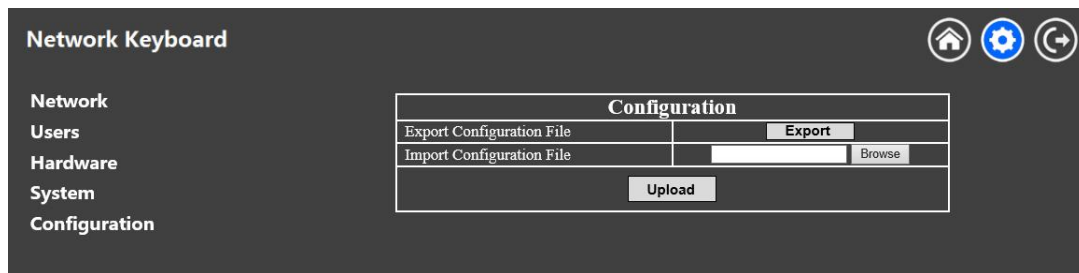 Network Keyboard
Network
Users
Hardware
System
Configuration
Configuration
Export Configuration File Export
Import Configuration File Browse
Upload